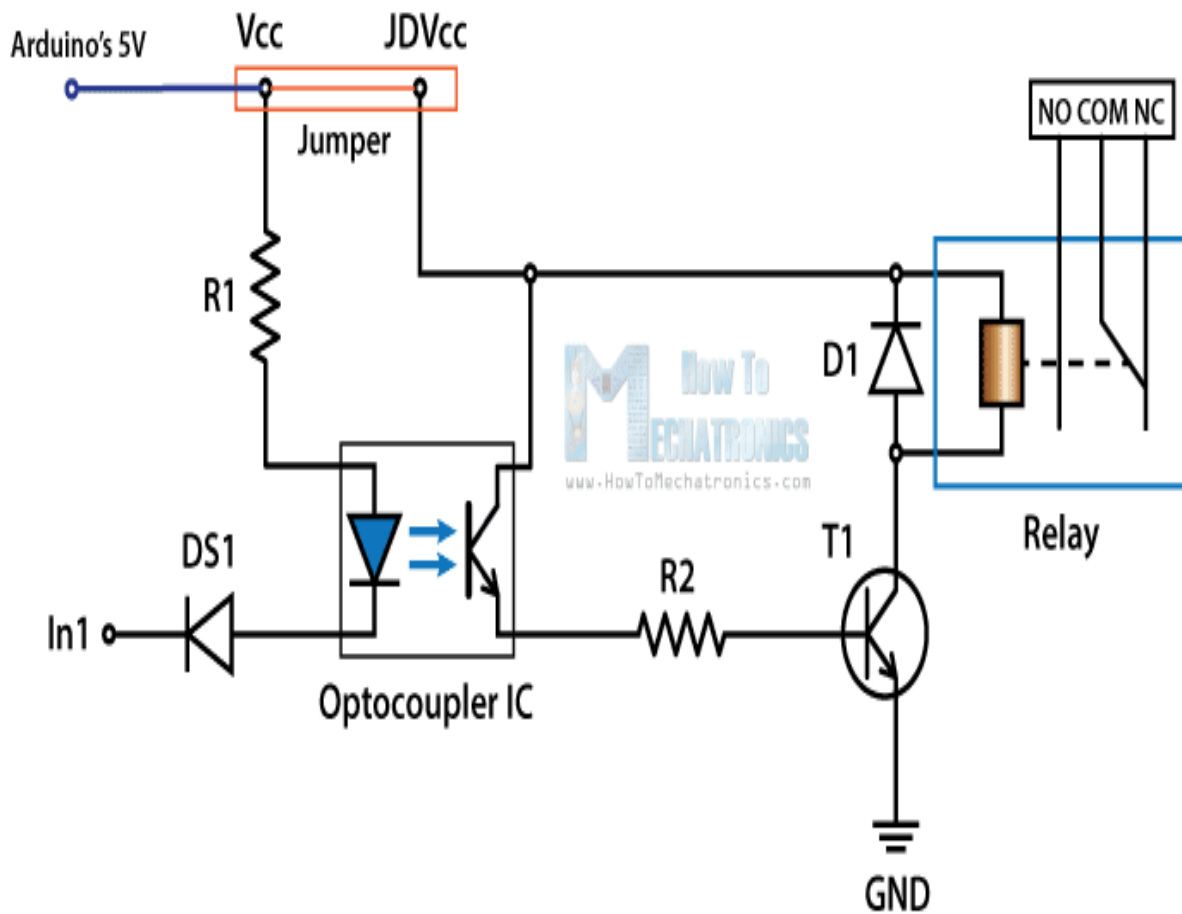 Arduino's 5V
Vcc
JDVcc
Jumper
NO COM NC
R1
D1
How To
MECHATRONICS
www.HowToMechatronics.com
DS1
T1
Relay
R2
In1
Optocoupler IC
GND